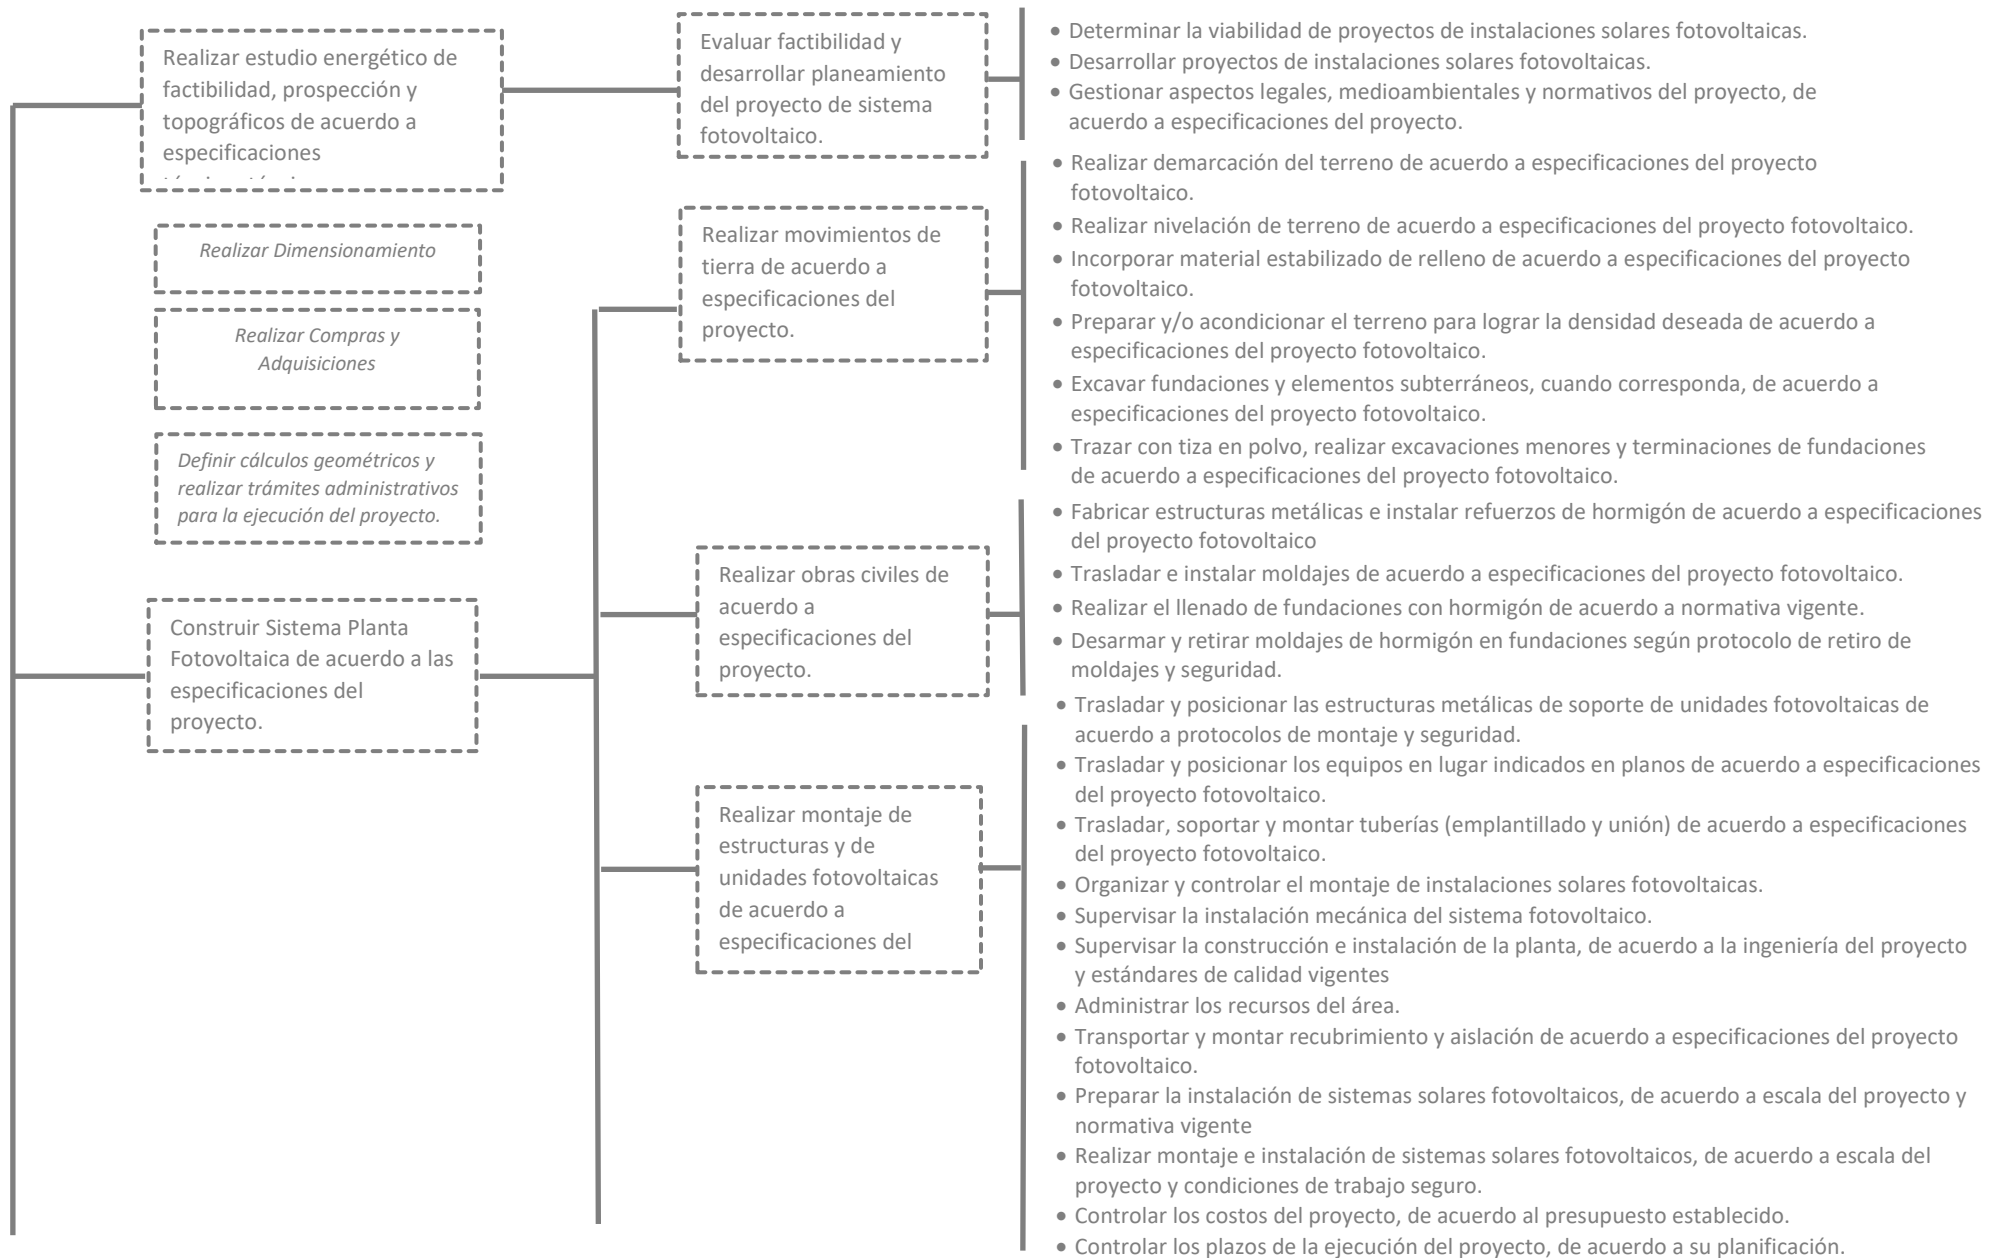 Realizar estudio energético de
factibilidad, prospección y
topográficos de acuerdo a
especificaciones
Evaluar factibilidad y
desarrollar planeamiento
del proyecto de sistema
fotovoltaico.
• Determinar la viabilidad de proyectos de instalaciones solares fotovoltaicas.
• Desarrollar proyectos de instalaciones solares fotovoltaicas.
• Gestionar aspectos legales, medioambientales y normativos del proyecto, de
acuerdo a especificaciones del proyecto.
Realizar Dimensionamiento
Realizar Compras y
Adquisiciones
Definir cálculos geométricos y
realizar trámites administrativos
para la ejecución del proyecto.
Construir Sistema Planta
Fotovoltaica de acuerdo a las
especificaciones del
proyecto.
Realizar movimientos de
tierra de acuerdo a
especificaciones del
proyecto.
• Realizar demarcación del terreno de acuerdo a especificaciones del proyecto
fotovoltaico.
• Realizar nivelación de terreno de acuerdo a especificaciones del proyecto fotovoltaico.
• Incorporar material estabilizado de relleno de acuerdo a especificaciones del proyecto
fotovoltaico.
• Preparar y/o acondicionar el terreno para lograr la densidad deseada de acuerdo a
especificaciones del proyecto fotovoltaico.
• Excavar fundaciones y elementos subterráneos, cuando corresponda, de acuerdo a
especificaciones del proyecto fotovoltaico.
• Trazar con tiza en polvo, realizar excavaciones menores y terminaciones de fundaciones
de acuerdo a especificaciones del proyecto fotovoltaico.
Realizar obras civiles de
acuerdo a
especificaciones del
proyecto.
• Fabricar estructuras metálicas e instalar refuerzos de hormigón de acuerdo a especificaciones
del proyecto fotovoltaico
• Trasladar e instalar moldajes de acuerdo a especificaciones del proyecto fotovoltaico.
• Realizar el llenado de fundaciones con hormigón de acuerdo a normativa vigente.
• Desarmar y retirar moldajes de hormigón en fundaciones según protocolo de retiro de
moldajes y seguridad.
Realizar montaje de
estructuras y de
unidades fotovoltaicas
de acuerdo a
especificaciones del
• Trasladar y posicionar las estructuras metálicas de soporte de unidades fotovoltaicas de
acuerdo a protocolos de montaje y seguridad.
• Trasladar y posicionar los equipos en lugar indicados en planos de acuerdo a especificaciones
del proyecto fotovoltaico.
• Trasladar, soportar y montar tuberías (emplantillado y unión) de acuerdo a especificaciones
del proyecto fotovoltaico.
• Organizar y controlar el montaje de instalaciones solares fotovoltaicas.
• Supervisar la instalación mecánica del sistema fotovoltaico.
• Supervisar la construcción e instalación de la planta, de acuerdo a la ingeniería del proyecto
y estándares de calidad vigentes
• Administrar los recursos del área.
• Transportar y montar recubrimiento y aislación de acuerdo a especificaciones del proyecto
fotovoltaico.
• Preparar la instalación de sistemas solares fotovoltaicos, de acuerdo a escala del proyecto y
normativa vigente
• Realizar montaje e instalación de sistemas solares fotovoltaicos, de acuerdo a escala del
proyecto y condiciones de trabajo seguro.
• Controlar los costos del proyecto, de acuerdo al presupuesto establecido.
• Controlar los plazos de la ejecución del proyecto, de acuerdo a su planificación.